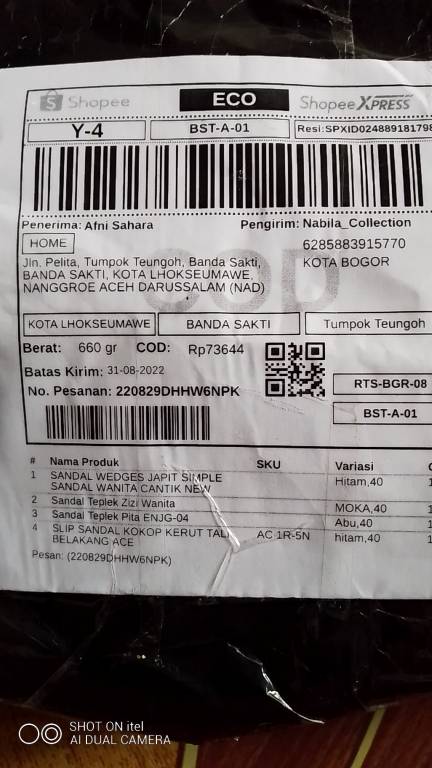 Shopee
ECO
Shopee XPRESS
Y-4
BST-A-01
Resi:SPXID024889181798
Penerima: Afni Sahara
Pengirim: Nabila_Collection
HOME
6285883915770
Jln. Pelita, Tumpok Teungoh, Banda Sakti,
KOTA BOGOR
BANDA SAKTI, KOTA LHOKSEUMAWE,
NANGGROE ACEH DARUSSALAM (NAD)
COD
KOTA LHOKSEUMAWE
BANDA SAKTI
Tumpok Teungoh
Berat: 660 gr COD: Rp73644
Batas Kirim: 31-08-2022
No. Pesanan: 220829DHHW6NPK
RTS-BGR-08
BST-A-01
# Nama Produk SKU Variasi
1 SANDAL WEDGES JAPIT SIMPLE Hitam,40 1
SANDAL WANITA CANTIK NEW
2 Sandal Teplek Zizi Wanita MOKA,40 1
3 Sandal Teplek Pita ENJG-04 Abu,40 1
4 SLIP SANDAL KOKOP KERUT TALI AC 1R-5N hitam,40 1
BELAKANG ACE
Pesan: (220829DHHW6NPK)
SHOT ON itel
AI DUAL CAMERA